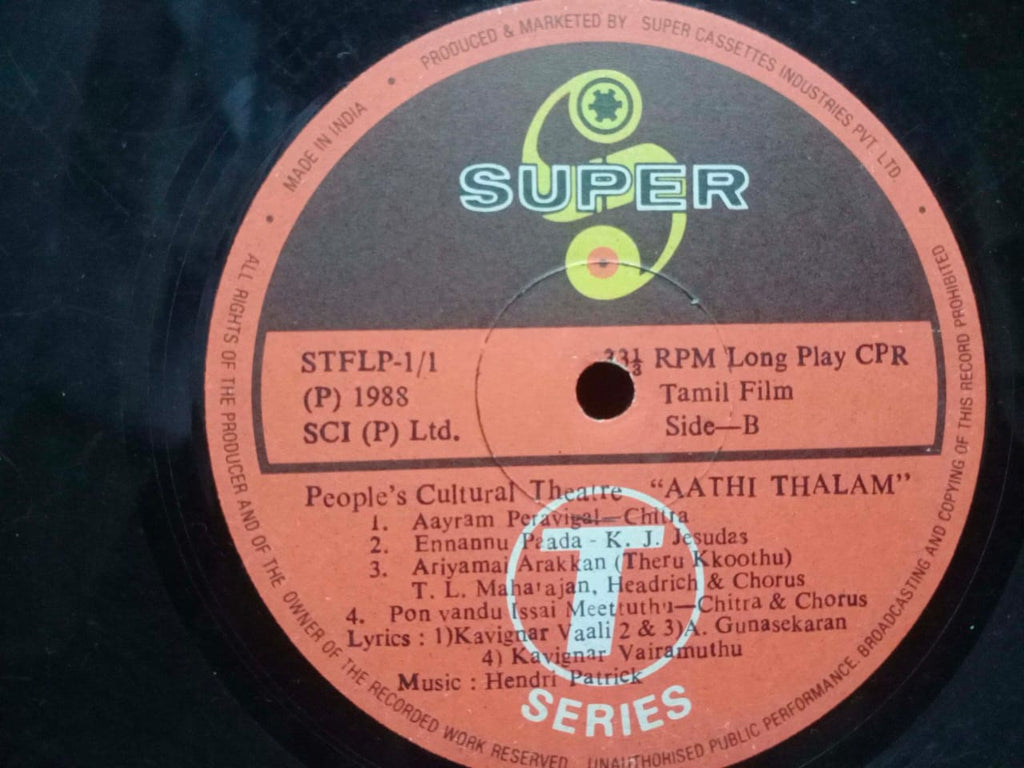 PRODUCED & MARKETED BY SUPER CASSETTES INDUSTRIES PVT. LTD.
MADE IN INDIA
SUPER
STFLP-1/1
(P) 1988
SCI (P) Ltd.
33⅓ RPM Long Play CPR
Tamil Film
Side—B
People's Cultural Theatre "AATHI THALAM"
1. Aayram Peravigal—Chitra
2. Ennannu Paada - K. J. Jesudas
3. Ariyamai Arakkan (Theru Kkoothu)
T. L. Maharajan, Headrich & Chorus
4. Pon vandu Issai Meettuthu—Chitra & Chorus
Lyrics : 1)Kavignar Vaali 2 & 3)A. Gunasekaran
4) Kavignar Vairamuthu
Music : Hendri Patrick
T
SERIES
ALL RIGHTS OF THE PRODUCER AND OF THE OWNER OF THE RECORDED WORK RESERVED. UNAUTHORISED PUBLIC PERFORMANCE. BROADCASTING AND COPYING OF THIS RECORD PROHIBITED